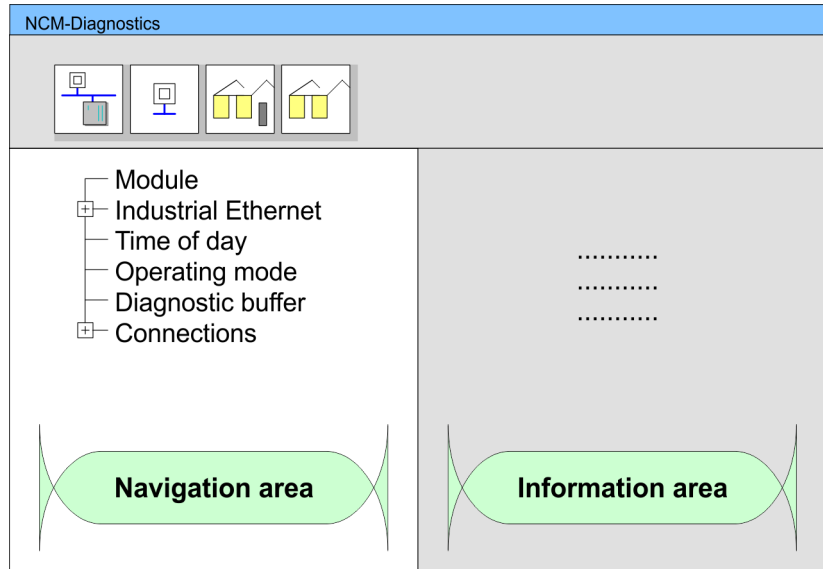 NCM-Diagnostics
Module
Industrial Ethernet
Time of day
Operating mode
Diagnostic buffer
Connections
...........
...........
...........
Navigation area
Information area